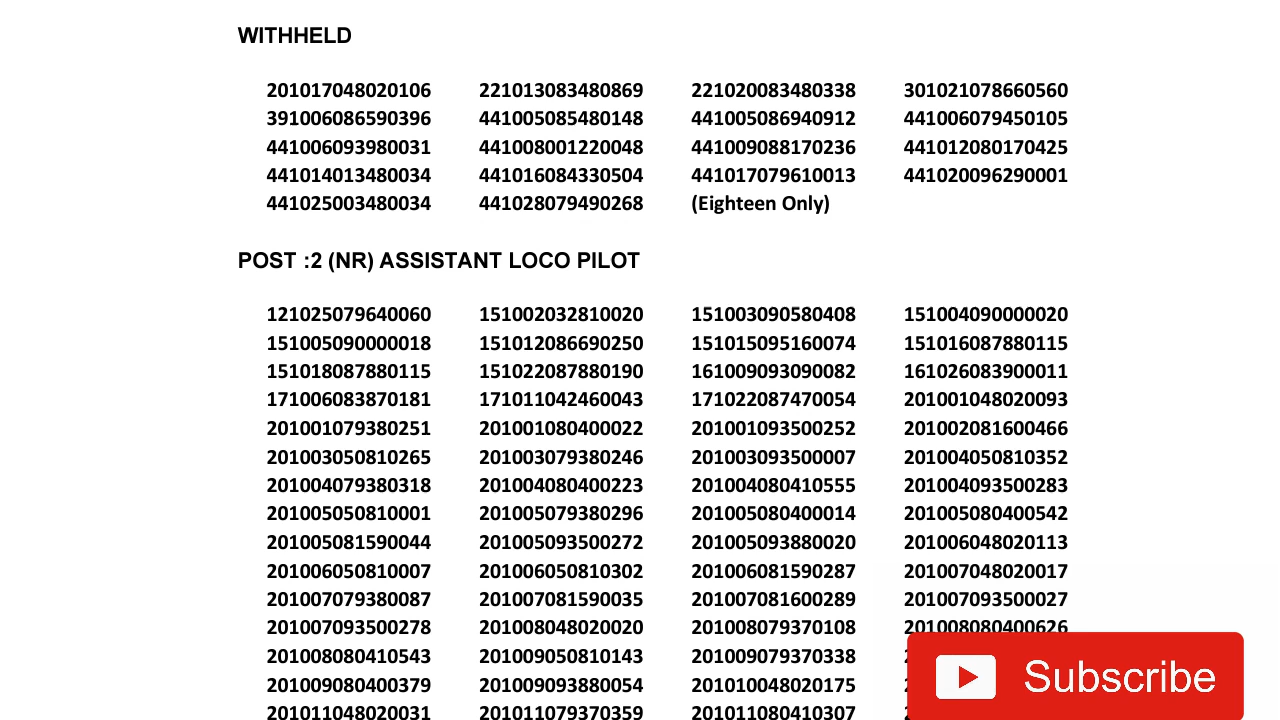 WITHHELD
201017048020106 221013083480869 221020083480338 301021078660560
391006086590396 441005085480148 441005086940912 441006079450105
441006093980031 441008001220048 441009088170236 441012080170425
441014013480034 441016084330504 441017079610013 441020096290001
441025003480034 441028079490268 (Eighteen Only)
POST :2 (NR) ASSISTANT LOCO PILOT
121025079640060 151002032810020 151003090580408 151004090000020
151005090000018 151012086690250 151015095160074 151016087880115
151018087880115 151022087880190 161009093090082 161026083900011
171006083870181 171011042460043 171022087470054 201001048020093
201001079380251 201001080400022 201001093500252 201002081600466
201003050810265 201003079380246 201003093500007 201004050810352
201004079380318 201004080400223 201004080410555 201004093500283
201005050810001 201005079380296 201005080400014 201005080400542
201005081590044 201005093500272 201005093880020 201006048020113
201006050810007 201006050810302 201006081590287 201007048020017
201007079380087 201007081590035 201007081600289 201007093500027
201007093500278 201008048020020 201008079370108 201008080400626
201008080410543 201009050810143 201009079370338
201009080400379 201009093880054 201010048020175
201011048020031 201011079370359 201011080410307
Subscribe